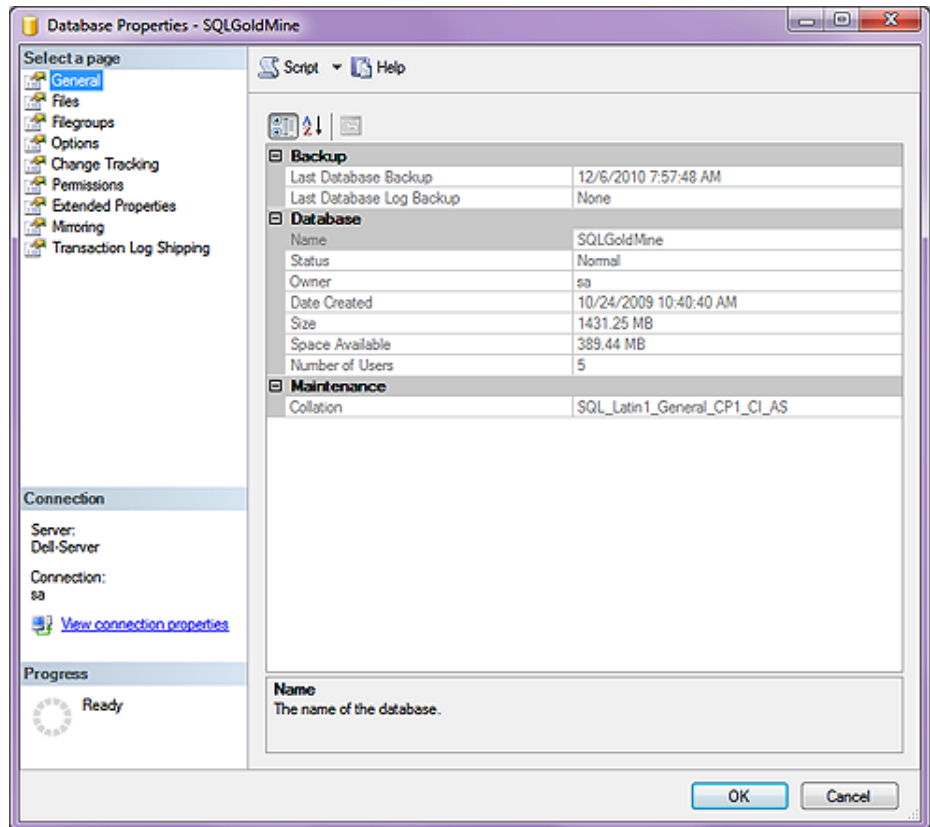 Database Properties - SQLGoldMine
Select a page
General
Files
Filegroups
Options
Change Tracking
Permissions
Extended Properties
Mirroring
Transaction Log Shipping
Script
Help
Backup
Last Database Backup 12/6/2010 7:57:48 AM
Last Database Log Backup None
Database
Name SQLGoldMine
Status Normal
Owner sa
Date Created 10/24/2009 10:40:40 AM
Size 1431.25 MB
Space Available 389.44 MB
Number of Users 5
Maintenance
Collation SQL_Latin1_General_CP1_CI_AS
Connection
Server:
Dell-Server
Connection:
sa
View connection properties
Progress
Ready
Name
The name of the database.
OK Cancel